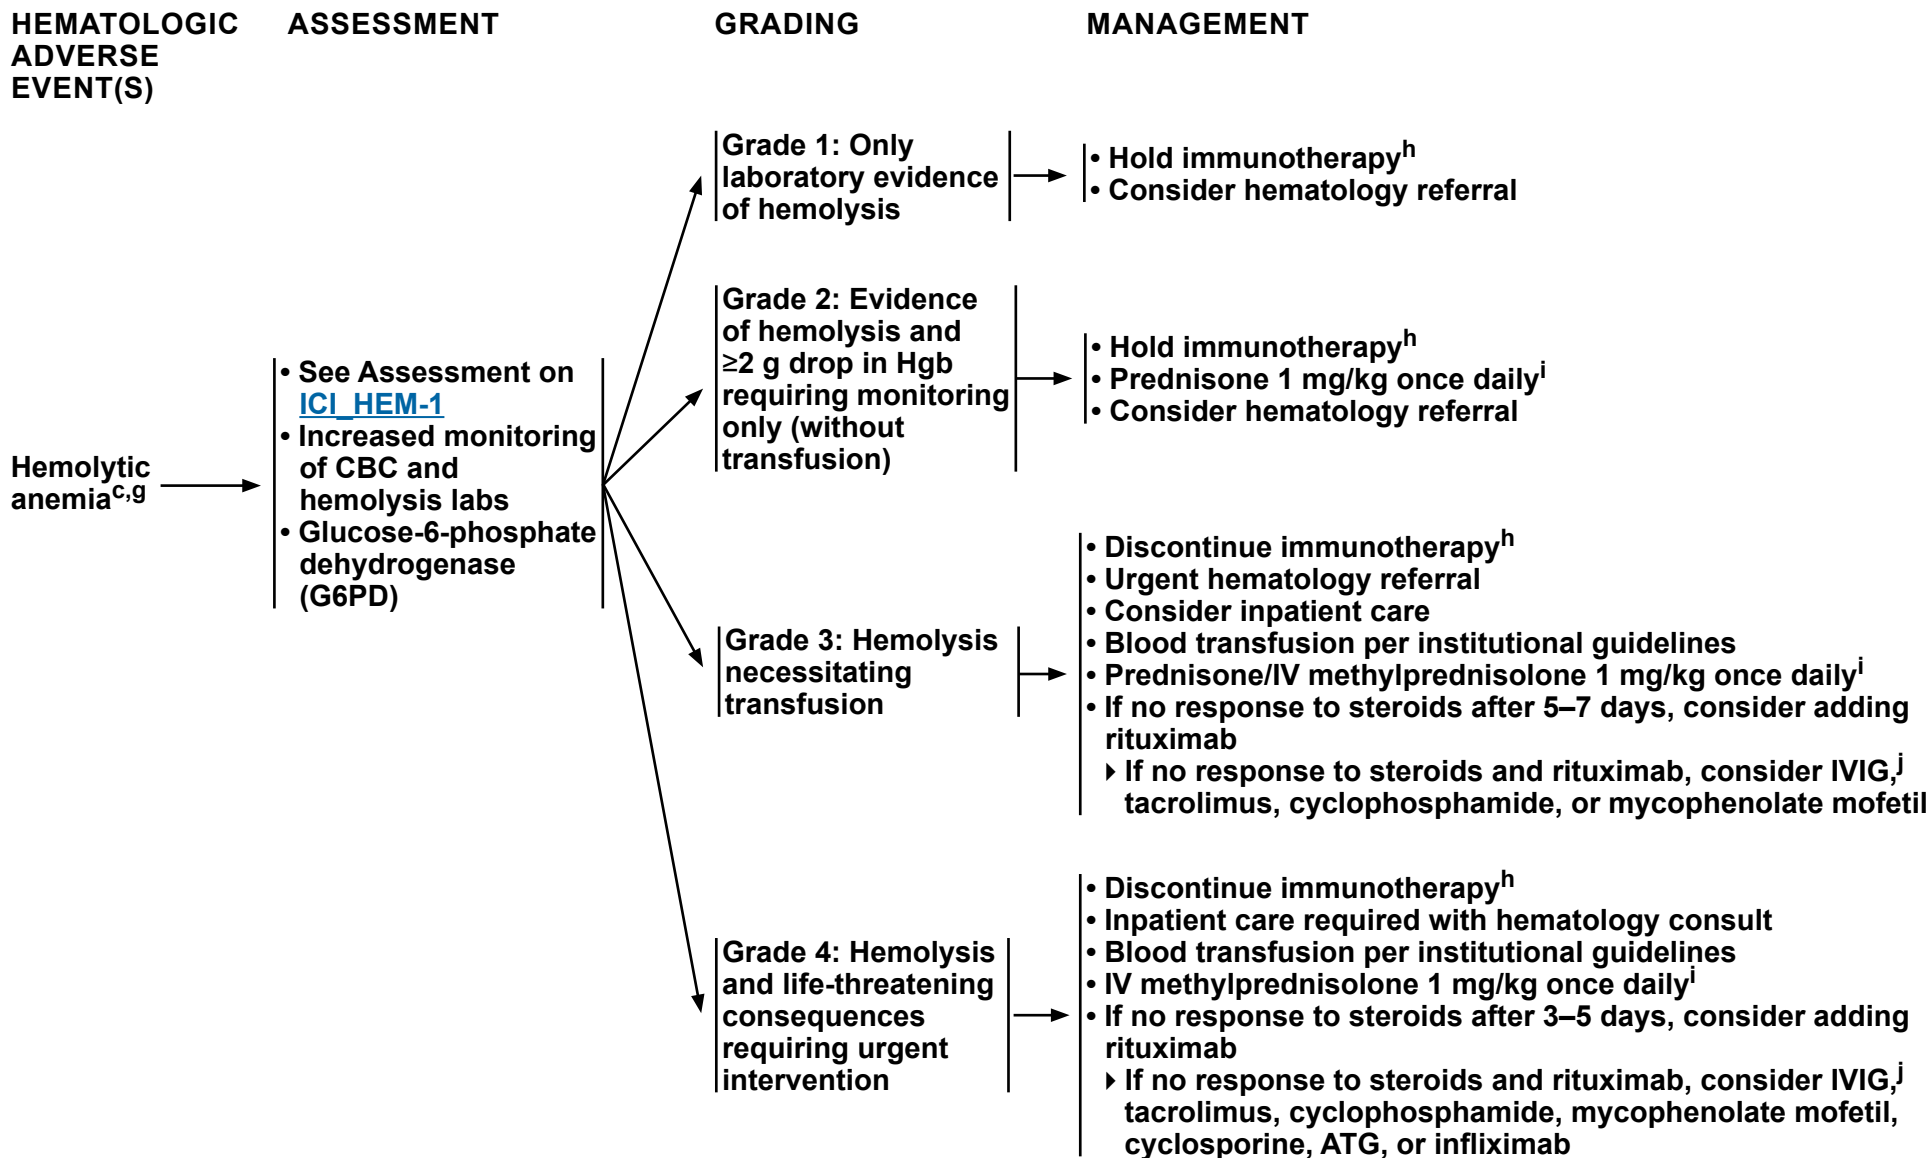 HEMATOLOGIC
ADVERSE
EVENT(S)
ASSESSMENT
GRADING
MANAGEMENT
Hemolytic
anemiac,g
• See Assessment on
ICI_HEM-1
• Increased monitoring
of CBC and
hemolysis labs
• Glucose-6-phosphate
dehydrogenase
(G6PD)
Grade 1: Only
laboratory evidence
of hemolysis
• Hold immunotherapyh
• Consider hematology referral
Grade 2: Evidence
of hemolysis and
≥2 g drop in Hgb
requiring monitoring
only (without
transfusion)
• Hold immunotherapyh
• Prednisone 1 mg/kg once dailyi
• Consider hematology referral
Grade 3: Hemolysis
necessitating
transfusion
• Discontinue immunotherapyh
• Urgent hematology referral
• Consider inpatient care
• Blood transfusion per institutional guidelines
• Prednisone/IV methylprednisolone 1 mg/kg once dailyi
• If no response to steroids after 5–7 days, consider adding
rituximab
▸ If no response to steroids and rituximab, consider IVIG,j
tacrolimus, cyclophosphamide, or mycophenolate mofetil
Grade 4: Hemolysis
and life-threatening
consequences
requiring urgent
intervention
• Discontinue immunotherapyh
• Inpatient care required with hematology consult
• Blood transfusion per institutional guidelines
• IV methylprednisolone 1 mg/kg once dailyi
• If no response to steroids after 3–5 days, consider adding
rituximab
▸ If no response to steroids and rituximab, consider IVIG,j
tacrolimus, cyclophosphamide, mycophenolate mofetil,
cyclosporine, ATG, or infliximab